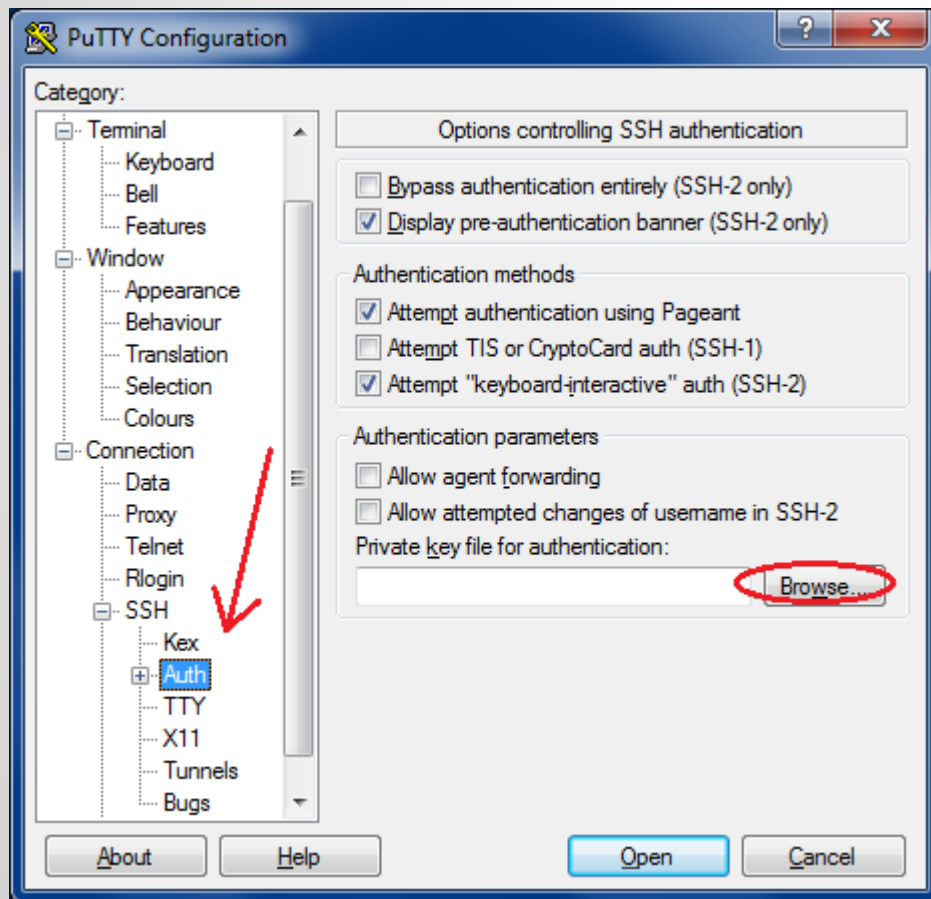 PuTTY Configuration
Category:
Terminal
Keyboard
Bell
Features
Window
Appearance
Behaviour
Translation
Selection
Colours
Connection
Data
Proxy
Telnet
Rlogin
SSH
Kex
Auth
TTY
X11
Tunnels
Bugs
Options controlling SSH authentication
Bypass authentication entirely (SSH-2 only)
Display pre-authentication banner (SSH-2 only)
Authentication methods
Attempt authentication using Pageant
Attempt TIS or CryptoCard auth (SSH-1)
Attempt "keyboard-interactive" auth (SSH-2)
Authentication parameters
Allow agent forwarding
Allow attempted changes of username in SSH-2
Private key file for authentication:
Browse...
About
Help
Open
Cancel